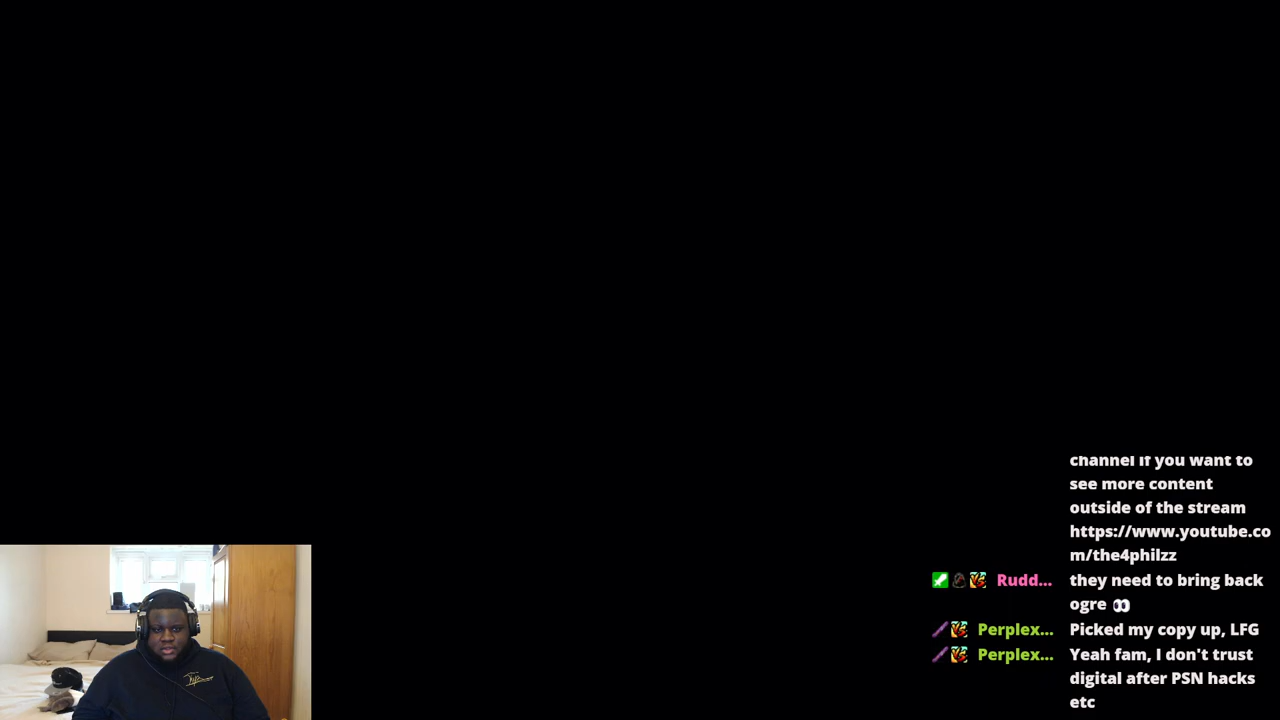 channel if you want to
see more content
outside of the stream
https://www.youtube.co
m/the4philzz
Rudd... they need to bring back
ogre 👀
Perplex... Picked my copy up, LFG
Perplex... Yeah fam, I don't trust
digital after PSN hacks
etc